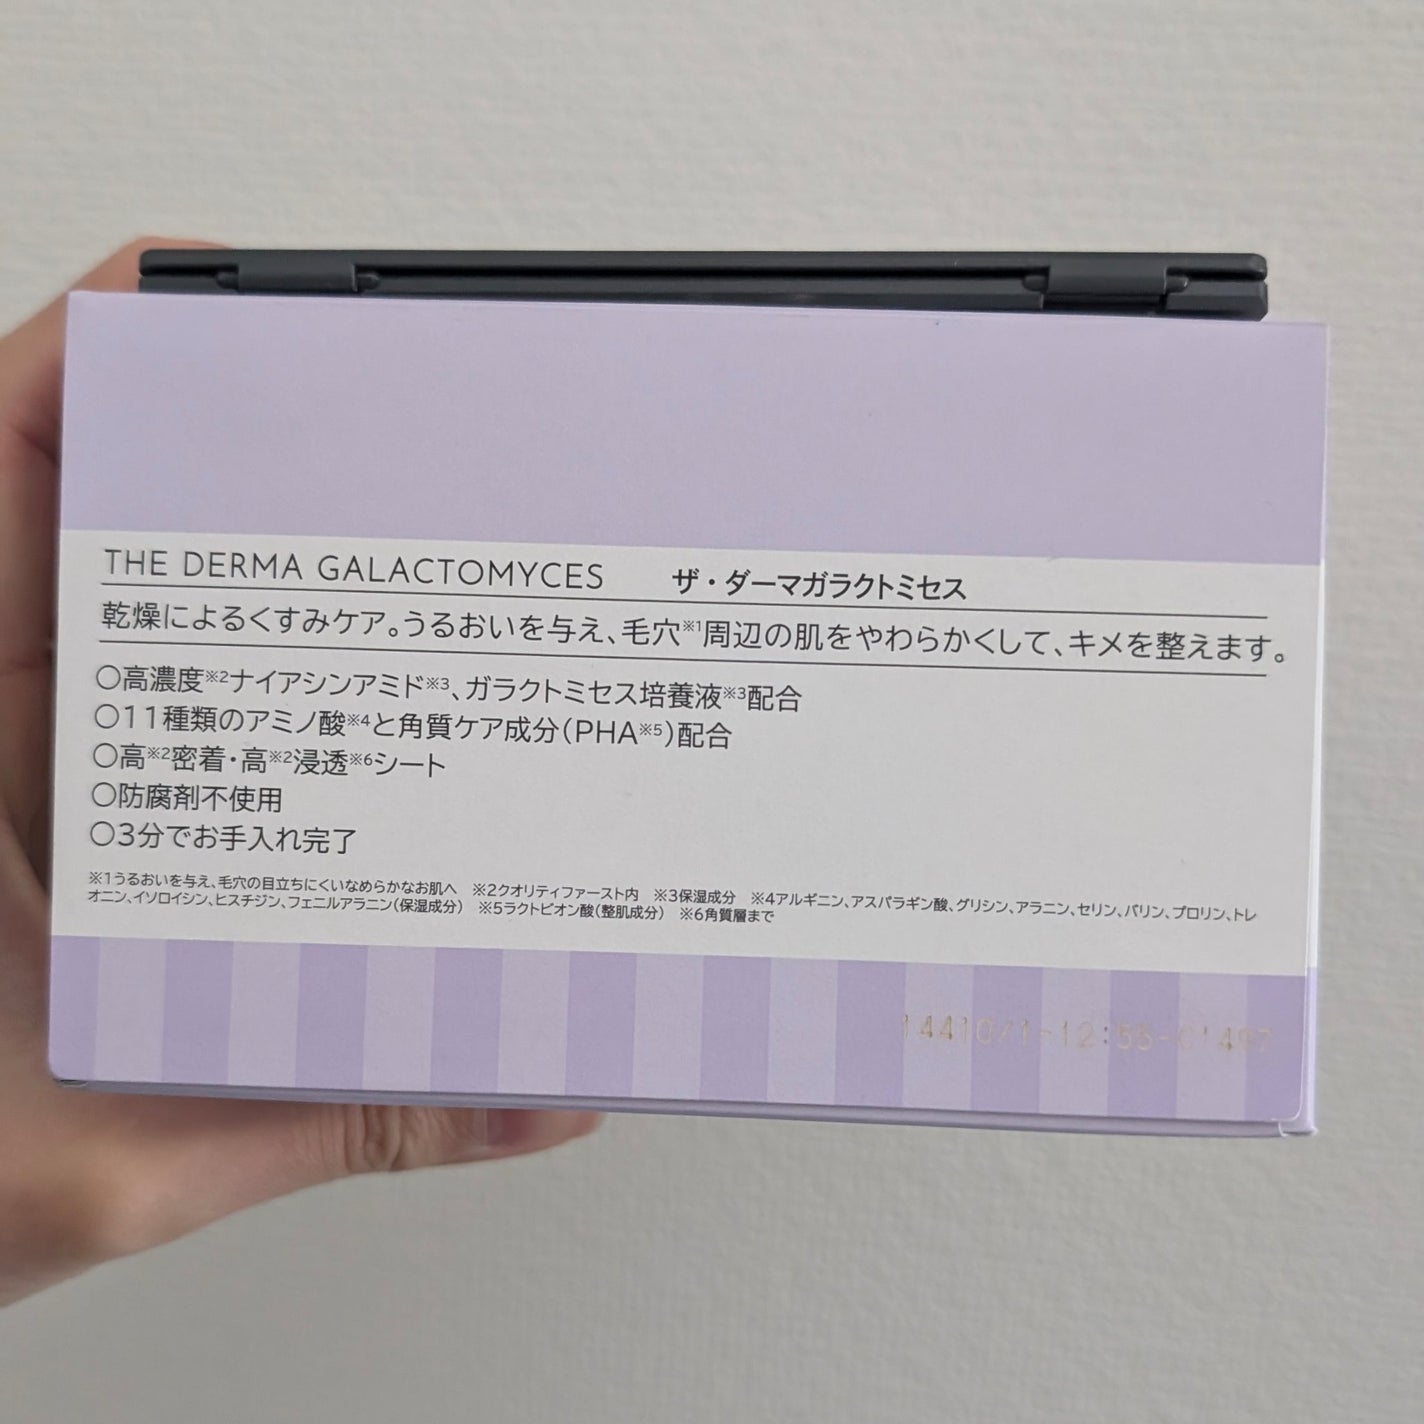 THE DERMA GALACTOMYCES ザ・ダーマガラクトミセス
乾燥によるくすみケア。うるおいを与え、毛穴※1周辺の肌をやわらかくして、キメを整えます。
○高濃度※2ナイアシンアミド※3、ガラクトミセス培養液※3配合
○11種類のアミノ酸※4と角質ケア成分(PHA※5)配合
○高※2密着・高※2浸透※6シート
○防腐剤不使用
○3分でお手入れ完了
※1うるおいを与え、毛穴の目立ちにくいなめらかなお肌へ ※2クオリティファースト内 ※3保湿成分 ※4アルギニン、アスパラギン酸、グリシン、アラニン、セリン、バリン、プロリン、トレ
オニン、イソロイシン、ヒスチジン、フェニルアラニン(保湿成分) ※5ラクトビオン酸(整肌成分) ※6角質層まで